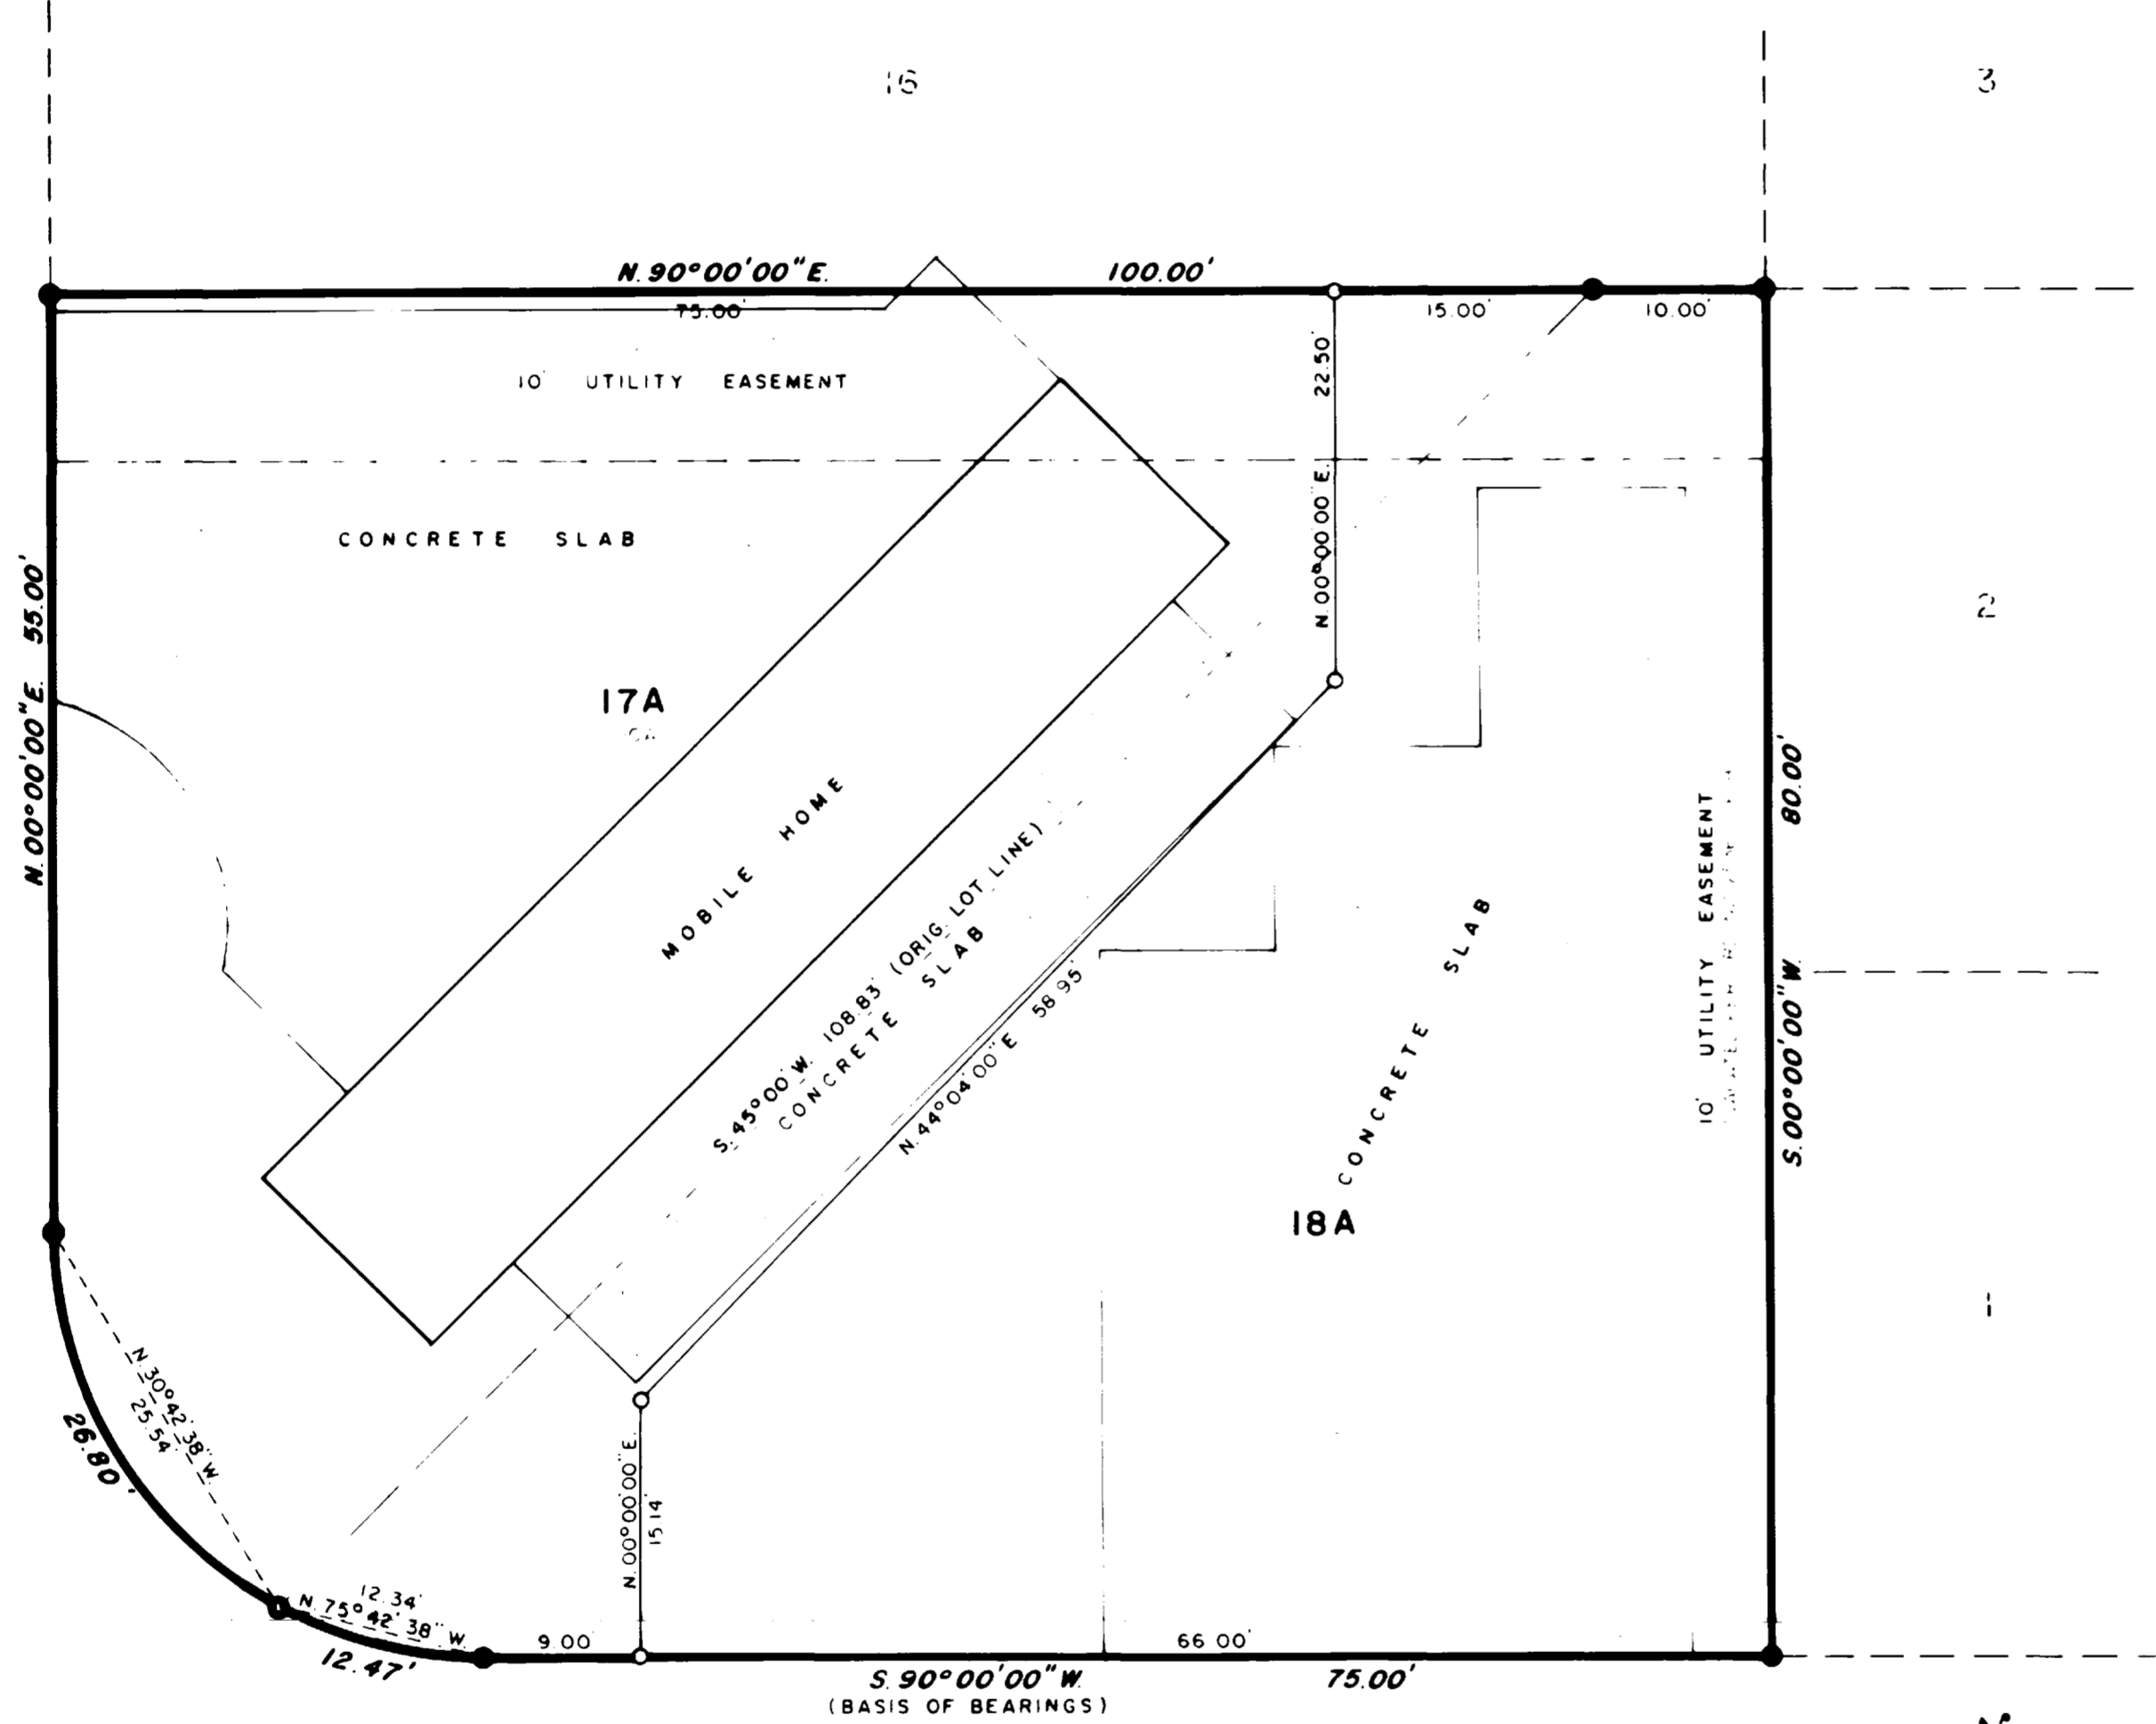 16
3
N. 90°00'00"E.   100.00'
75.00'
15.00'
10.00'
10' UTILITY EASEMENT
22.50'
N. 00°00'00 E.
CONCRETE SLAB
N. 00°00'00"E. 55.00'
2
17A
MOBILE HOME
S. 45°00' W. 108.83' (ORIG. LOT LINE)
CONCRETE SLAB
N. 44°04'00"E 58.95'
CONCRETE SLAB
10' UTILITY EASEMENT
S. 00°00'00"W. 80.00'
18A
1
N. 30°42'38"W.
25.54'
26.80'
N. 00°00'00"E.
15.14'
12.34'
N. 75°42'38" W.
12.47'
9.00'
66.00'
S. 90°00'00"W.   75.00'
(BASIS OF BEARINGS)